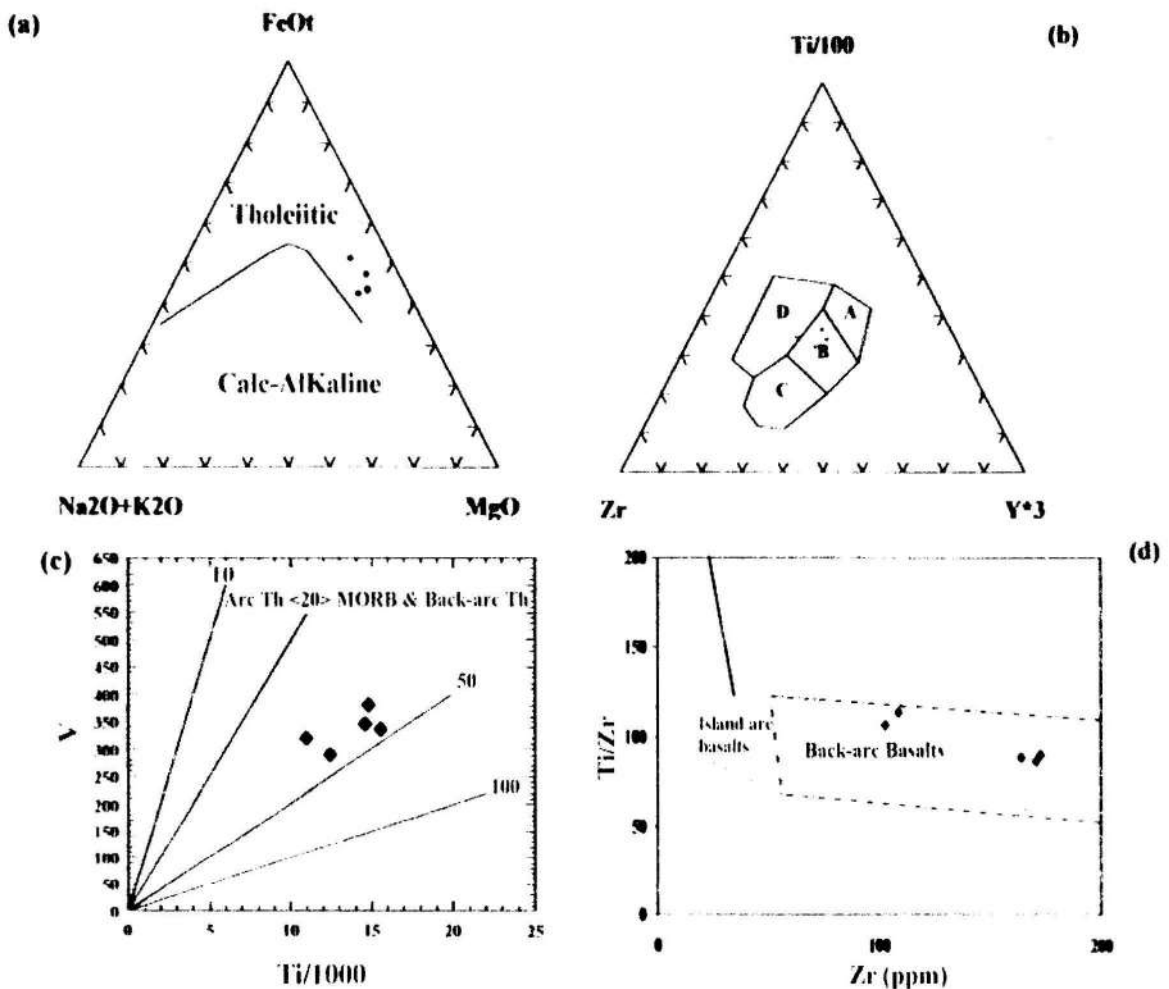 (a)
FeOt
Tholeiitic
Calc-AlKaline
Na2O+K2O MgO
(b)
Ti/100
D A
B
C
Zr Y*3
(c)
650
600
550
500
450
400
350
300
250
200
150
100
50
0
V
10
Arc Th <20> MORB & Back-arc Th
50
100
0 5 10 15 20 25
Ti/1000
(d)
200
150
100
50
0
Ti/Zr
Island arc
basalts
Back-arc Basalts
0 100 200
Zr (ppm)